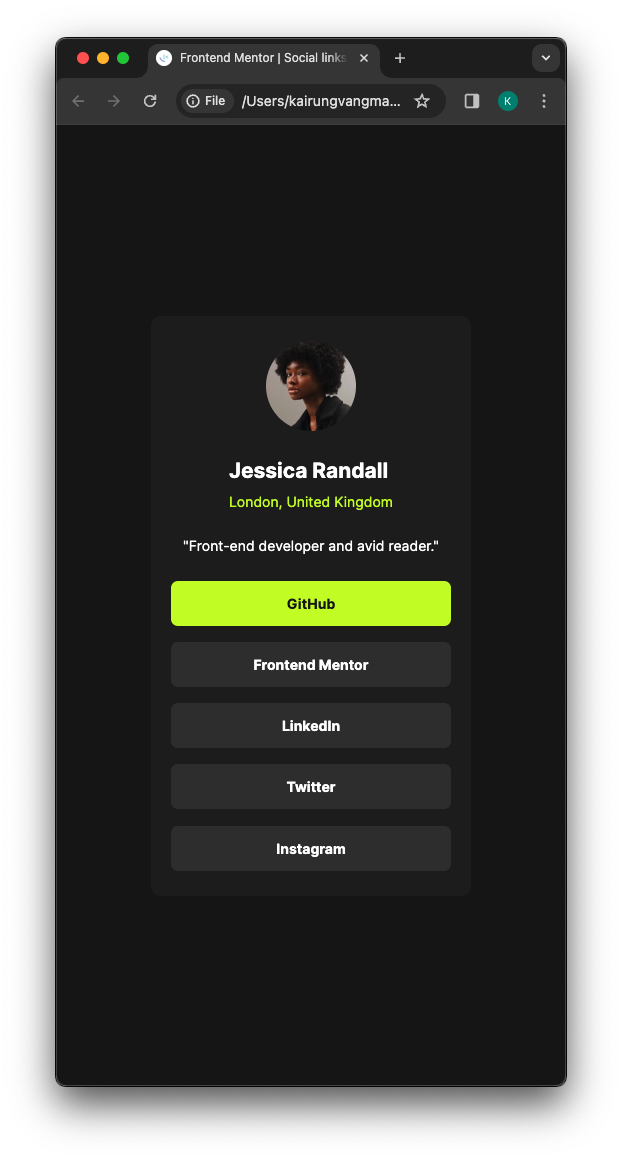 Frontend Mentor | Social links
File /Users/kairungvangma...
K
Jessica Randall
London, United Kingdom
"Front-end developer and avid reader."
GitHub
Frontend Mentor
LinkedIn
Twitter
Instagram